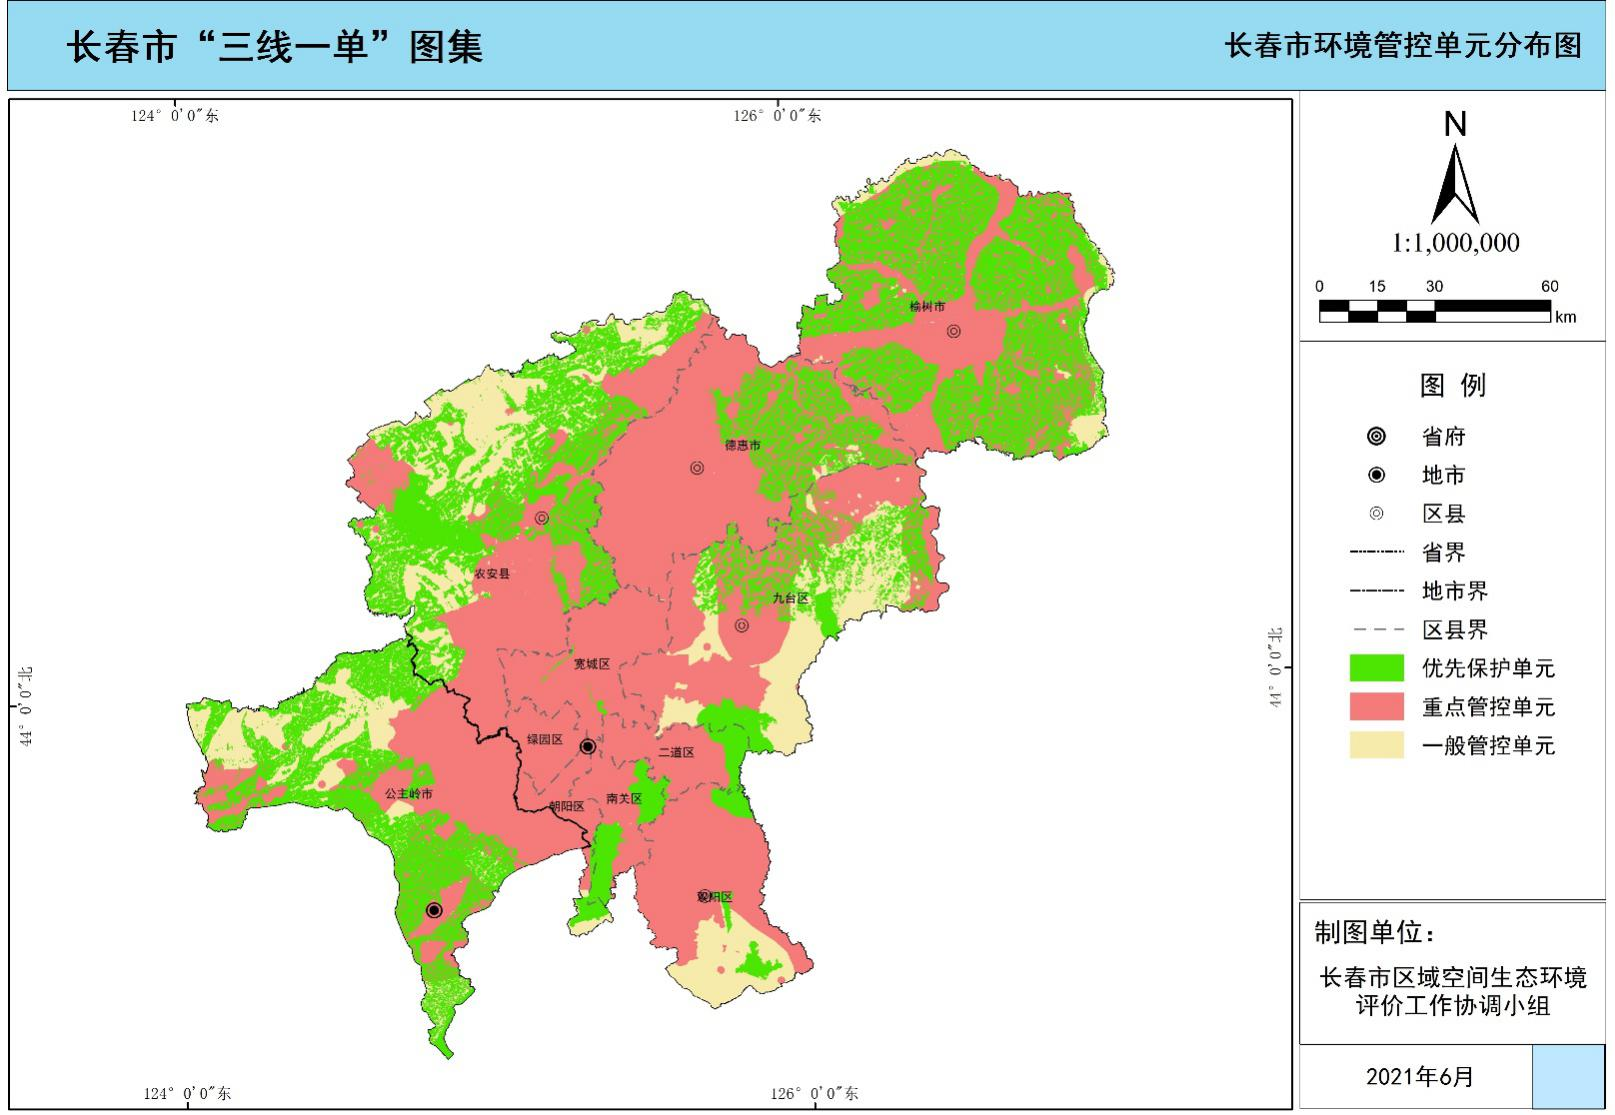 长春市“三线一单”图集
长春市环境管控单元分布图
124° 0′0″东
126° 0′0″东
N
1:1,000,000
0 15 30 60
km
榆树市
德惠市
农安县
九台区
宽城区
绿园区
二道区
公主岭市
朝阳区
南关区
双阳区
44° 0′0″北
44° 0′0″北
124° 0′0″东
126° 0′0″东
图 例
省府
地市
区县
省界
地市界
区县界
优先保护单元
重点管控单元
一般管控单元
制图单位：
长春市区域空间生态环境
评价工作协调小组
2021年6月